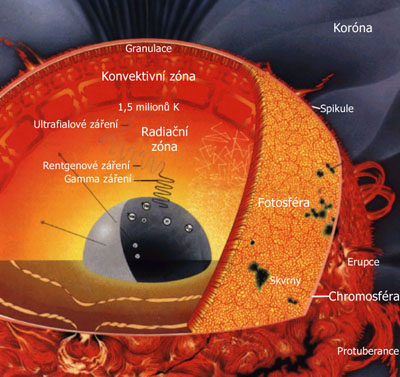 Koróna
Granulace
Konvektivní zóna
1,5 milionů K
Spikule
Ultrafialové záření
Radiační
zóna
Rentgenové záření
Gamma záření
Fotosféra
Erupce
Skvrny
Chromosféra
Protuberance